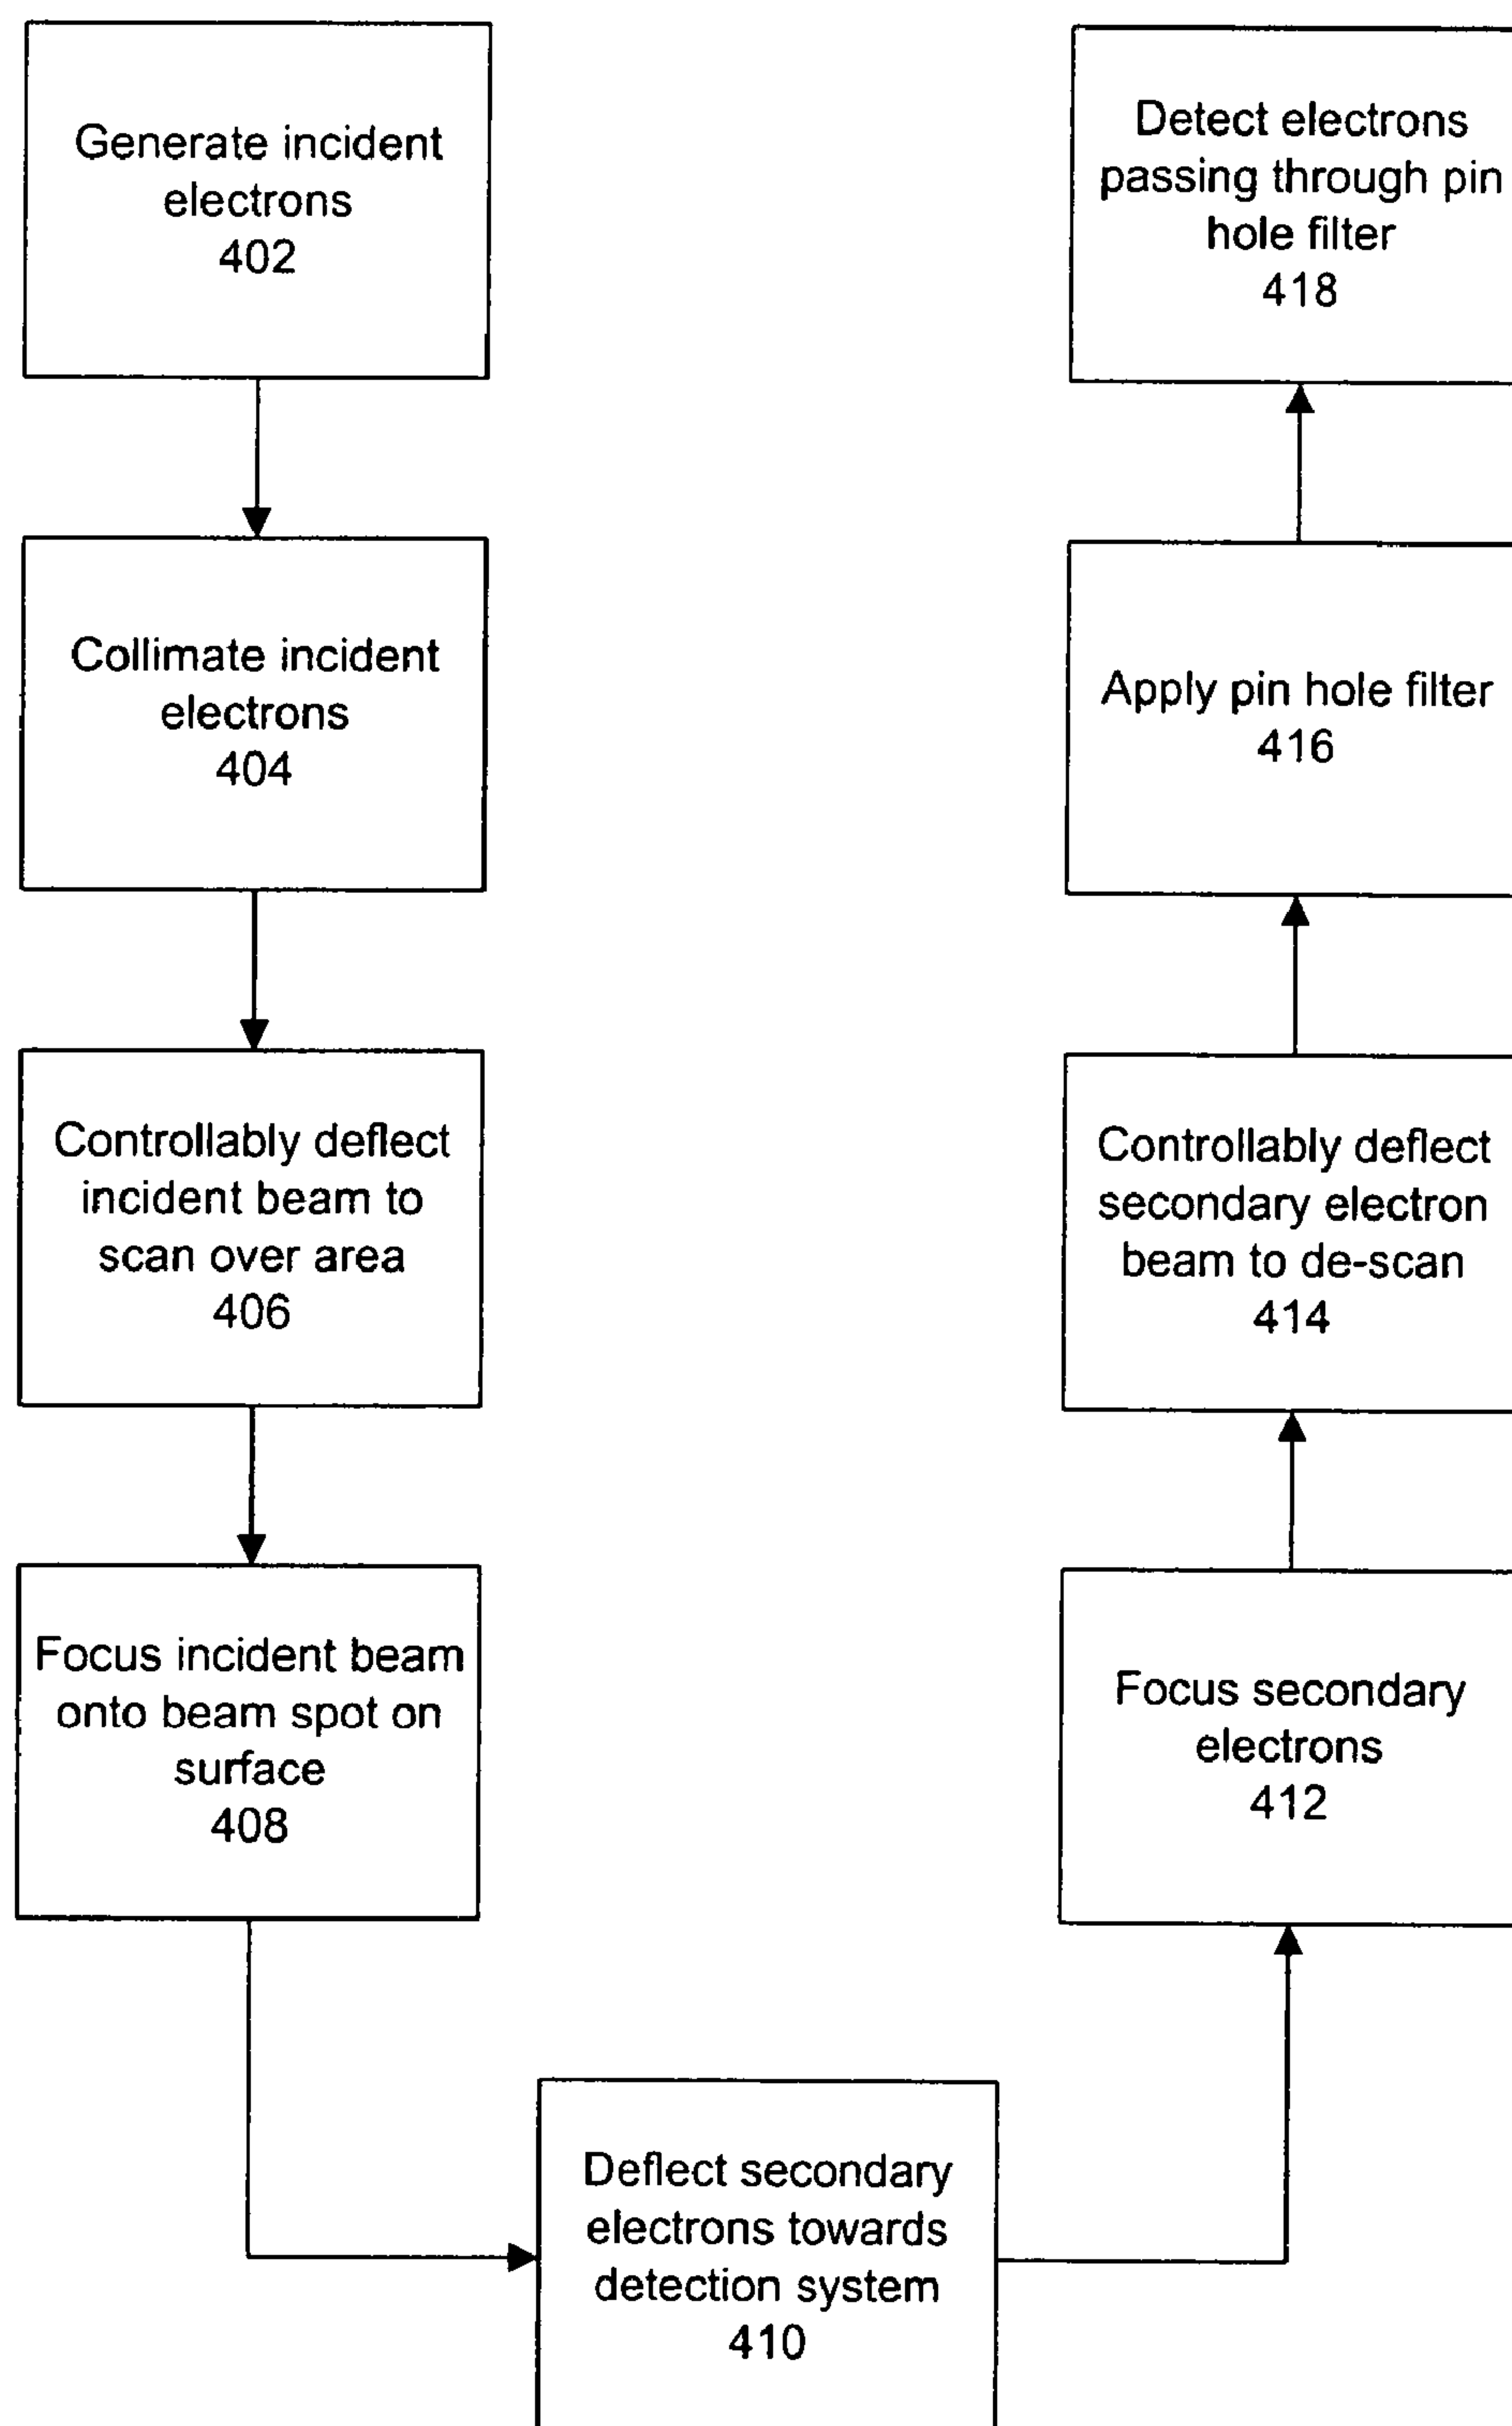 Generate incident
electrons
402
Collimate incident
electrons
404
Controllably deflect
incident beam to
scan over area
406
Focus incident beam
onto beam spot on
surface
408
Deflect secondary
electrons towards
detection system
410
Focus secondary
electrons
412
Controllably deflect
secondary electron
beam to de-scan
414
Apply pin hole filter
416
Detect electrons
passing through pin
hole filter
418